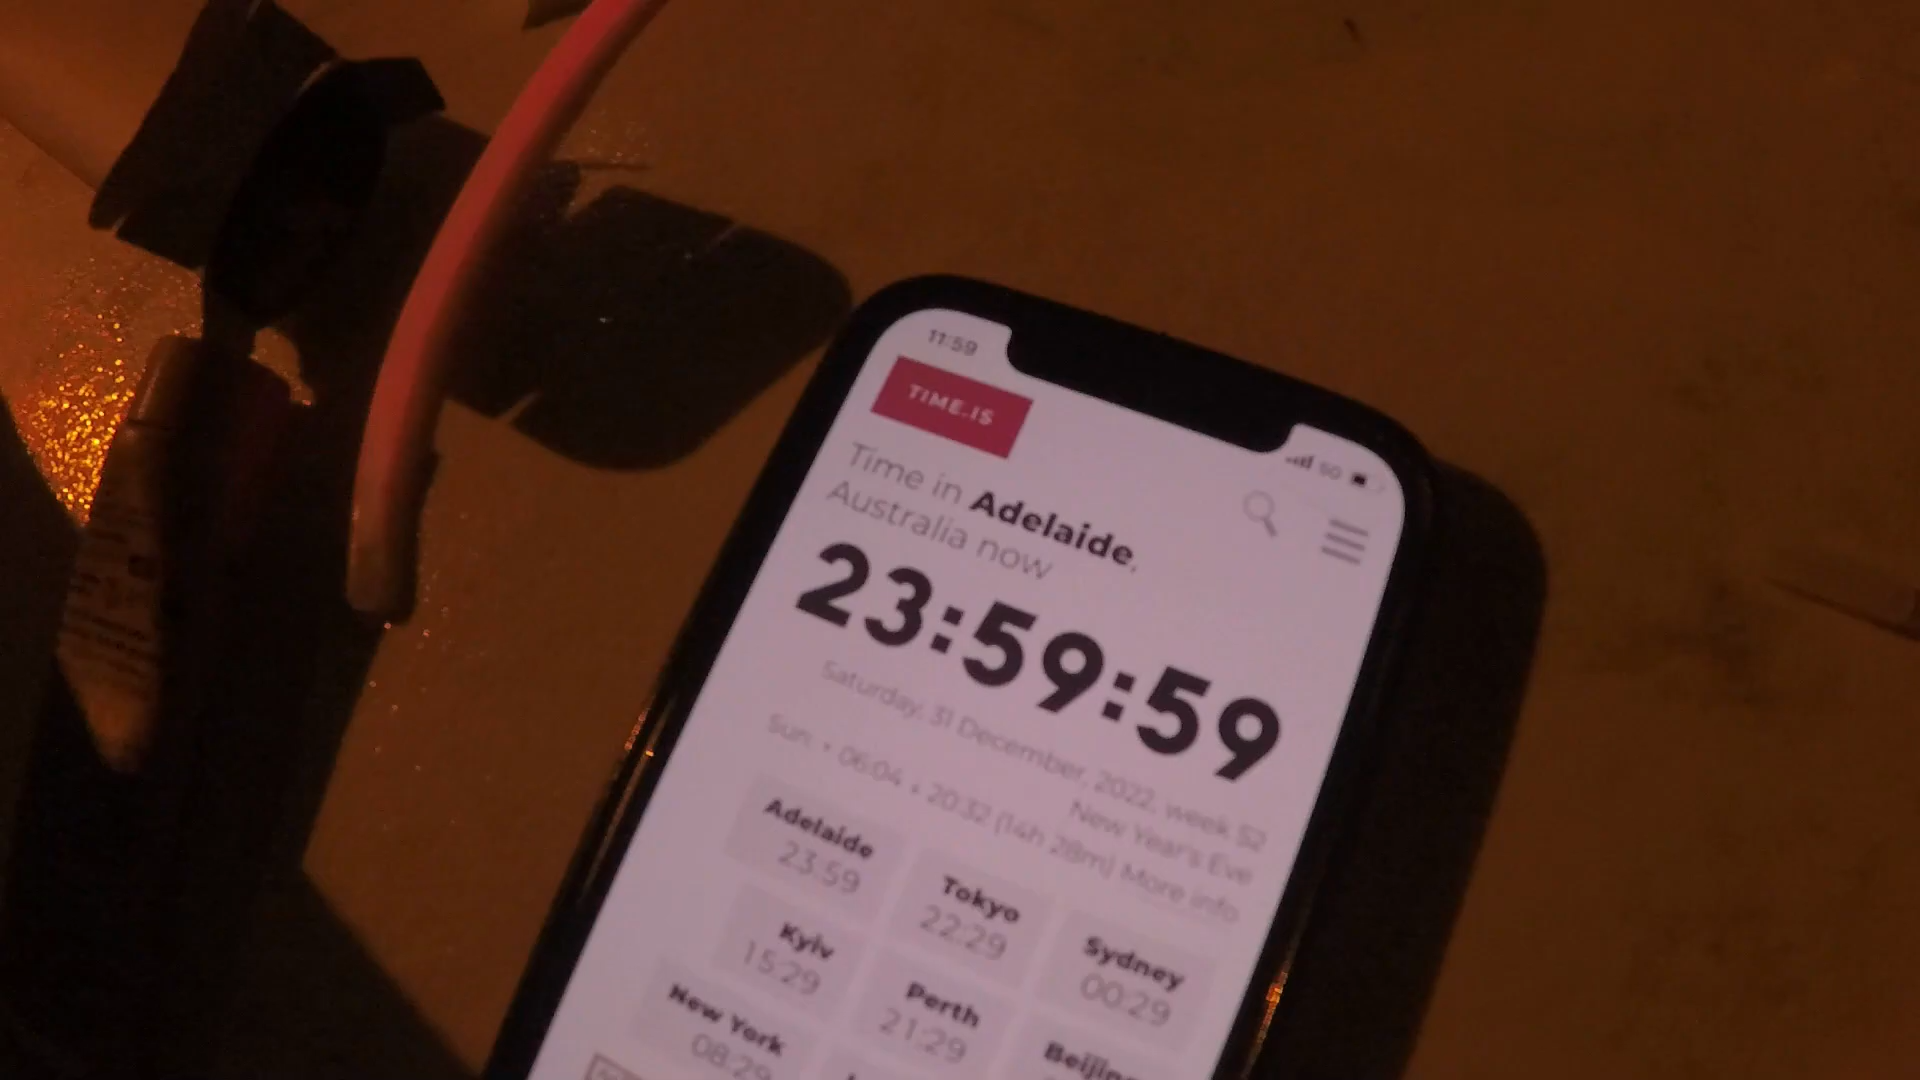 11:59
TIME.IS
5G
Time in Adelaide,
Australia now
23:59:59
Saturday, 31 December, 2022, week 52
New Year's Eve
Sun: 06:04 20:32 (14h 28m) More info
Adelaide
23:59
Tokyo
22:29
Sydney
00:29
Kyiv
15:29
Perth
21:29
Beijing
New York
08:29